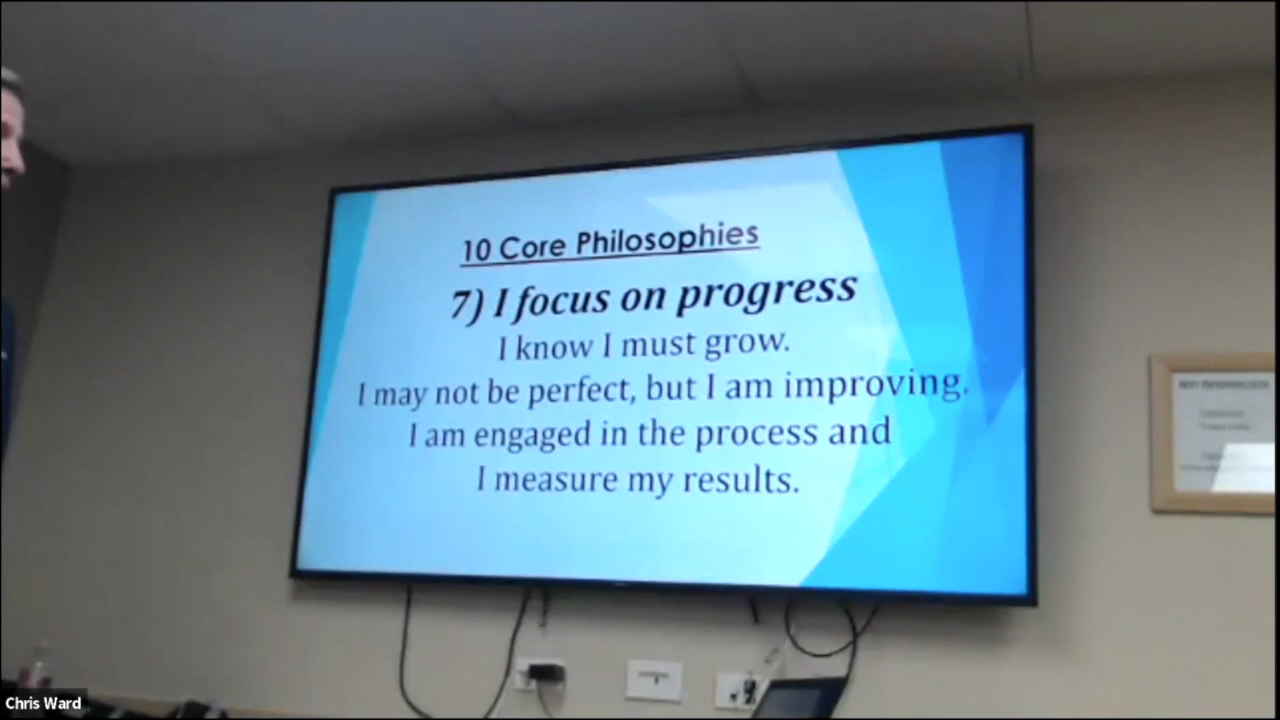 10 Core Philosophies
7) I focus on progress
I know I must grow.
I may not be perfect, but I am improving.
I am engaged in the process and
I measure my results.
Chris Ward